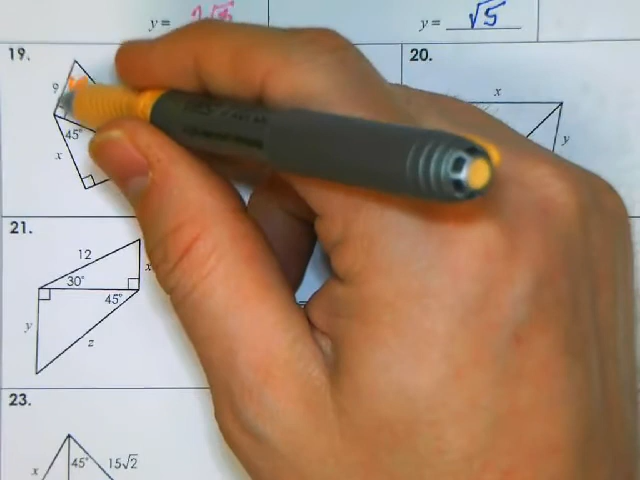 y =
y = √5
19.
9
45°
x
20.
x
y
21.
12
30°
x
45°
y
z
23.
x
45°
15√2